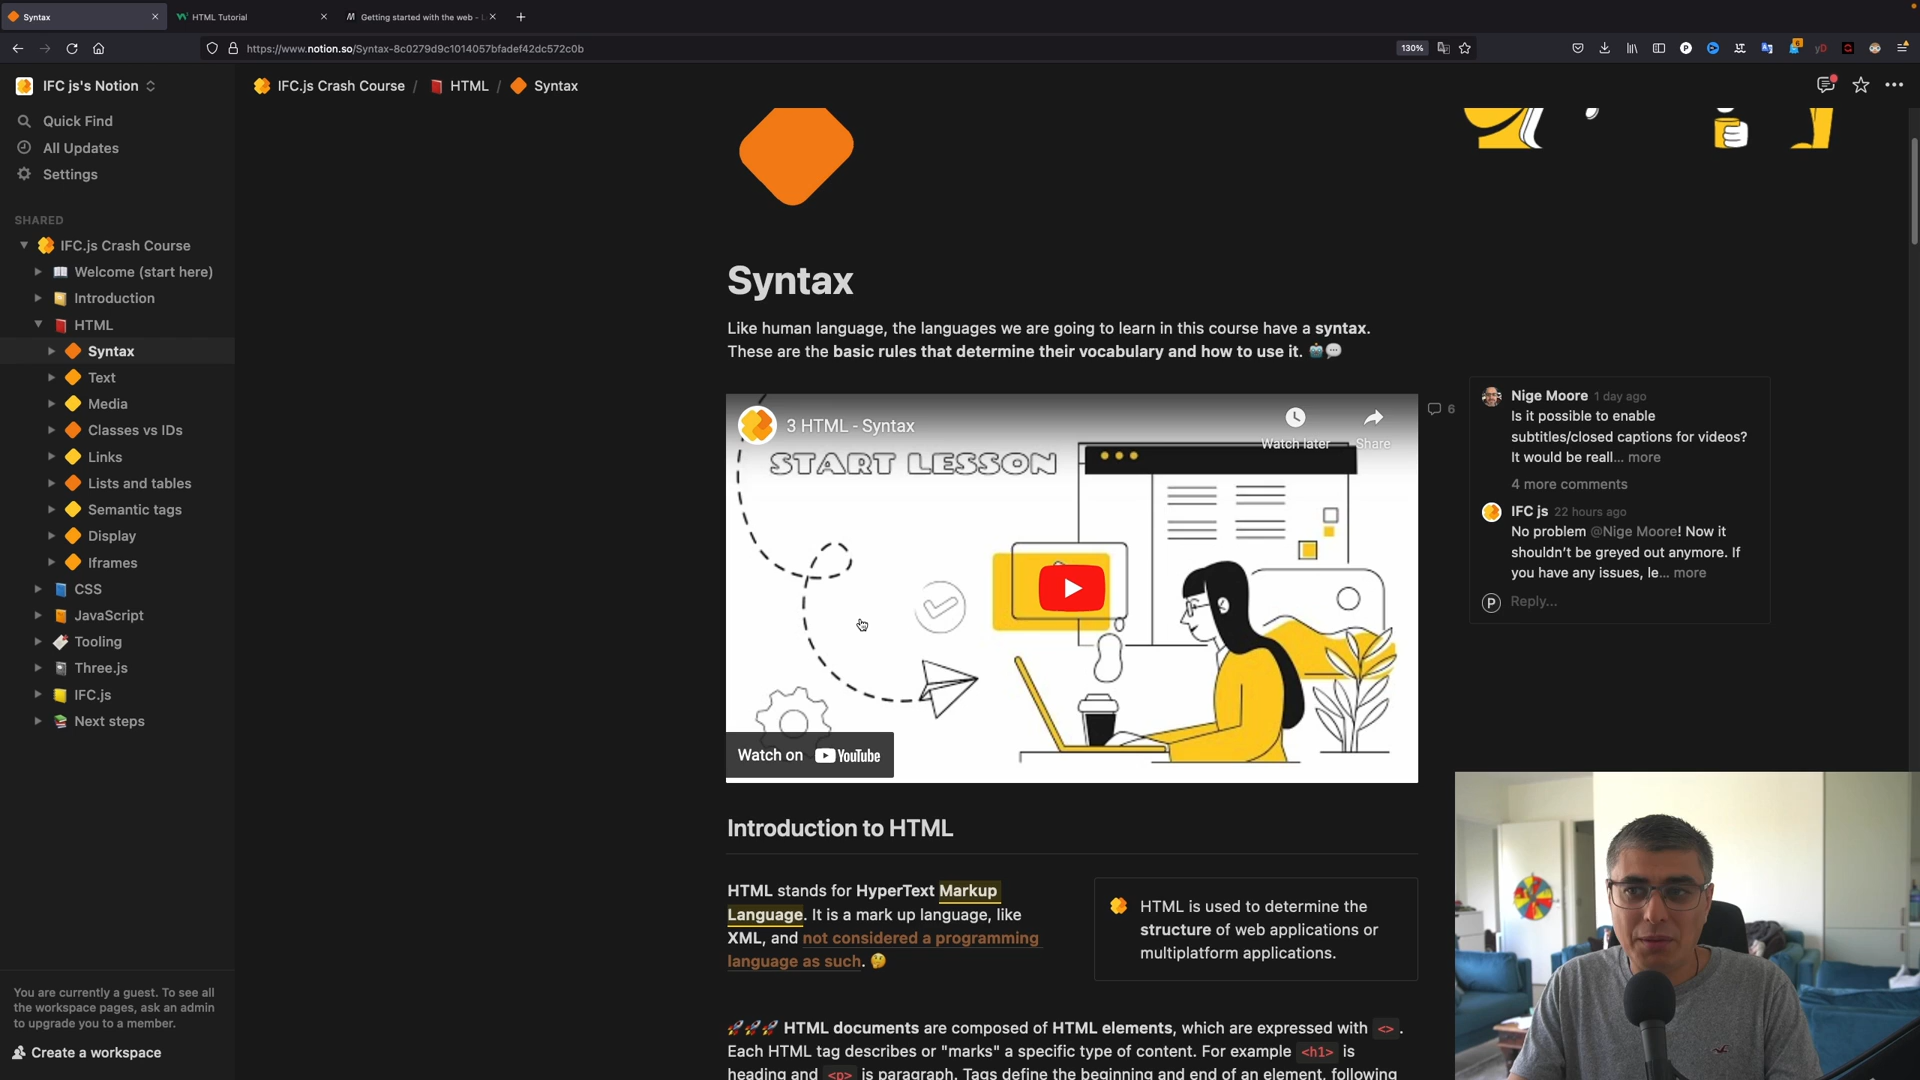 Syntax
HTML Tutorial
Getting started with the web - L
https://www.notion.so/Syntax-8c0279d9c1014057bfadef42dc572c0b
130%
IFC js's Notion
IFC.js Crash Course / HTML / Syntax
Quick Find
All Updates
Settings
SHARED
IFC.js Crash Course
Welcome (start here)
Introduction
HTML
Syntax
Text
Media
Classes vs IDs
Links
Lists and tables
Semantic tags
Display
Iframes
CSS
JavaScript
Tooling
Three.js
IFC.js
Next steps
You are currently a guest. To see all
the workspace pages, ask an admin
to upgrade you to a member.
Create a workspace
Syntax
Like human language, the languages we are going to learn in this course have a syntax.
These are the basic rules that determine their vocabulary and how to use it. 🤖💬
3 HTML - Syntax
Watch later
Share
START LESSON
Watch on YouTube
6
Nige Moore 1 day ago
Is it possible to enable
subtitles/closed captions for videos?
It would be reall... more
4 more comments
IFC js 22 hours ago
No problem @Nige Moore! Now it
shouldn't be greyed out anymore. If
you have any issues, le... more
P
Reply...
Introduction to HTML
HTML stands for HyperText Markup
Language. It is a mark up language, like
XML, and not considered a programming
language as such. 🤔
HTML is used to determine the
structure of web applications or
multiplatform applications.
🚀🚀🚀 HTML documents are composed of HTML elements, which are expressed with <> .
Each HTML tag describes or "marks" a specific type of content. For example <h1> is
heading and <p> is paragraph. Tags define the beginning and end of an element, following